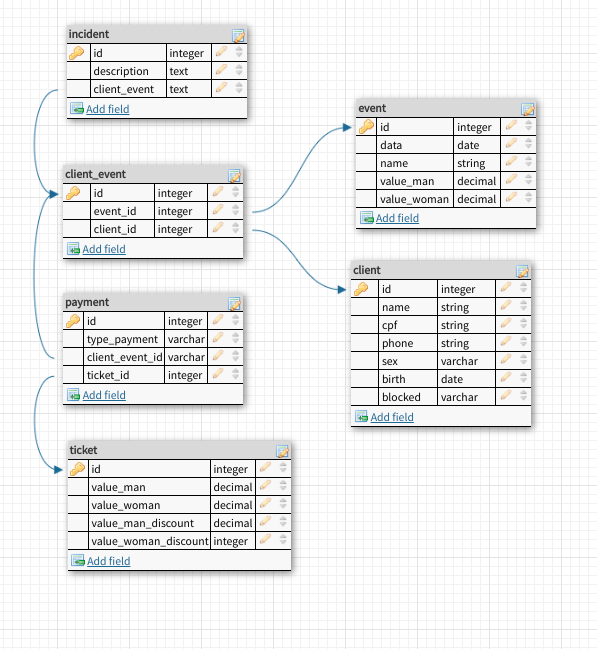 incident
id integer
description text
client_event text
Add field
client_event
id integer
event_id integer
client_id integer
Add field
payment
id integer
type_payment varchar
client_event_id varchar
ticket_id integer
Add field
ticket
id integer
value_man decimal
value_woman decimal
value_man_discount decimal
value_woman_discount integer
Add field
event
id integer
data date
name string
value_man decimal
value_woman decimal
Add field
client
id integer
name string
cpf string
phone string
sex varchar
birth date
blocked varchar
Add field